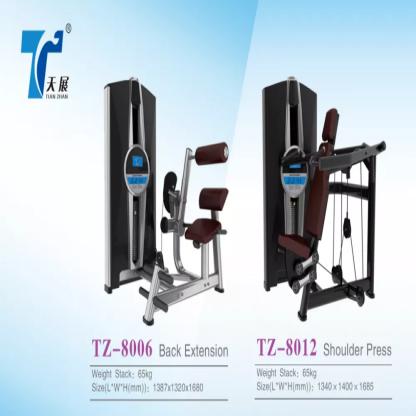 天展
TIAN ZHAN
TZ-8006 Back Extension
Weight Stack: 65kg
Size(L*W*H(mm)): 1387x1320x1680
TZ-8012 Shoulder Press
Weight Stack: 65kg
Size(L*W*H(mm)): 1340×1400×1685